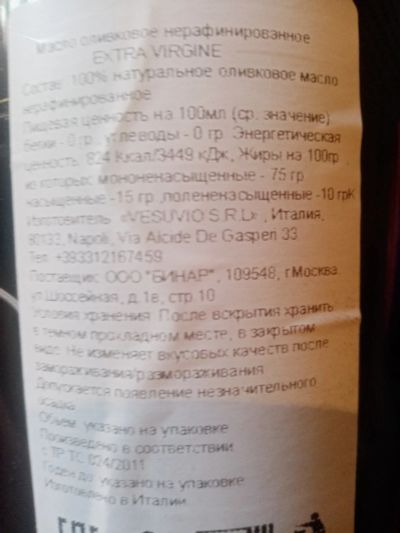 Масло оливковое нерафинированное
EXTRA VIRGINE
Состав: 100% натуральное оливковое масло
нерафинированное
Пищевая ценность на 100мл (ср. значение)
белки - 0 гр., углеводы - 0 гр. Энергетическая
ценность 824 Ккал/3449 кДж, Жиры на 100гр
из которых: мононенасыщенные - 75 гр
насыщенные -15 гр ,полененасыщенные -10 гр
Изготовитель: «VESUVIO S.R.L» , Италия,
80133, Napoli, Via Alcide De Gasperi 33
Тел: +393312167459
Поставщик: ООО "БИНАР", 109548, г.Москва
ул.Шоссейная, д.1в, стр.10
Условия хранения: После вскрытия хранить
в темном прохладном месте, в закрытом
виде. Не изменяет вкусовых качеств после
замораживания/размораживания
Допускается появление незначительного
осадка
Объем: указано на упаковке
Произведено в соответствии
с ТР ТС 024/2011
Годен до: указано на упаковке
Изготовлено в Италии